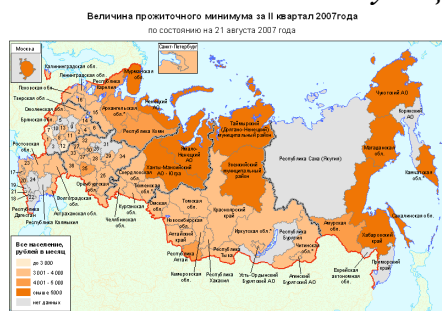 Величина прожиточного минимума за II квартал 2007года
по состоянию на 21 августа 2007 года
Москва
Санкт-Петербург
Калининградская обл.
Ленинградская обл.
Мурманская обл.
Республика Карелия
Псковская обл.
Тверская обл.
Смоленская обл.
Брянская обл.
Архангельская обл.*
Ненецкий АО
Республика Коми
Ростовская обл.
Ямало-Ненецкий АО
Ханты-Мансийский АО - Югра
Таймырский (Долгано-Ненецкий) муниципальный район
Эвенкийский муниципальный район
Республика Саха (Якутия)
Чукотский АО
Корякский АО
Камчатская обл.
Магаданская обл.
Сахалинская обл.
Хабаровский край
Приморский край
Амурская обл.
Еврейская автономная обл.
Читинская обл.
Агинский Бурятский АО
Усть-Ордынский Бурятский АО
Республика Бурятия
Иркутская обл.*
Республика Тыва
Республика Хакасия
Красноярский край
Кемеровская обл.
Республика Алтай
Алтайский край
Новосибирская обл.
Томская обл.
Омская обл.
Тюменская обл.*
Курганская обл.
Челябинская обл.
Свердловская обл.
Оренбургская обл.
Волгоградская обл.
Астраханская обл.
Республика Калмыкия
Республика Дагестан
Все население,
рублей в месяц
до 3 000
3 001 - 4 000
4 001 - 5 000
свыше 5000
нет данных